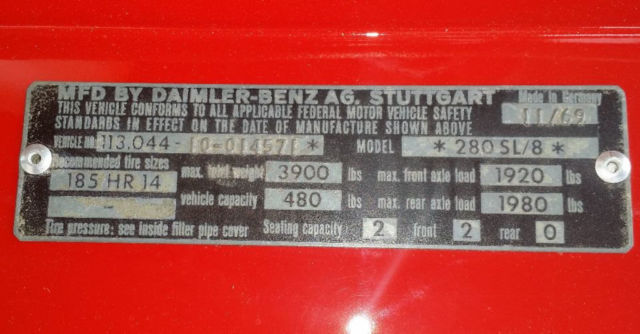 MFD BY DAIMLER-BENZ AG. STUTTGART Made in Germany
THIS VEHICLE CONFORMS TO ALL APPLICABLE FEDERAL MOTOR VEHICLE SAFETY 11/69
STANDARDS IN EFFECT ON THE DATE OF MANUFACTURE SHOWN ABOVE
VEHICLE NO: 113.044-10-014571 * MODEL * 280 SL/8 *
Recommended tire sizes
185 HR 14 max. total weight 3900 lbs max. front axle load 1920 lbs
- vehicle capacity 480 lbs max. rear axle load 1980 lbs
Tire pressure: see inside filler pipe cover Seating capacity 2 front 2 rear 0